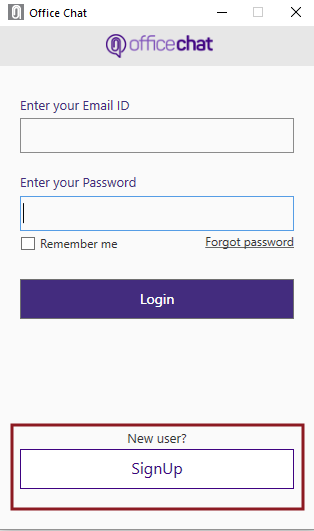 Office Chat
officechat
Enter your Email ID
Enter your Password
Remember me
Forgot password
Login
New user?
SignUp